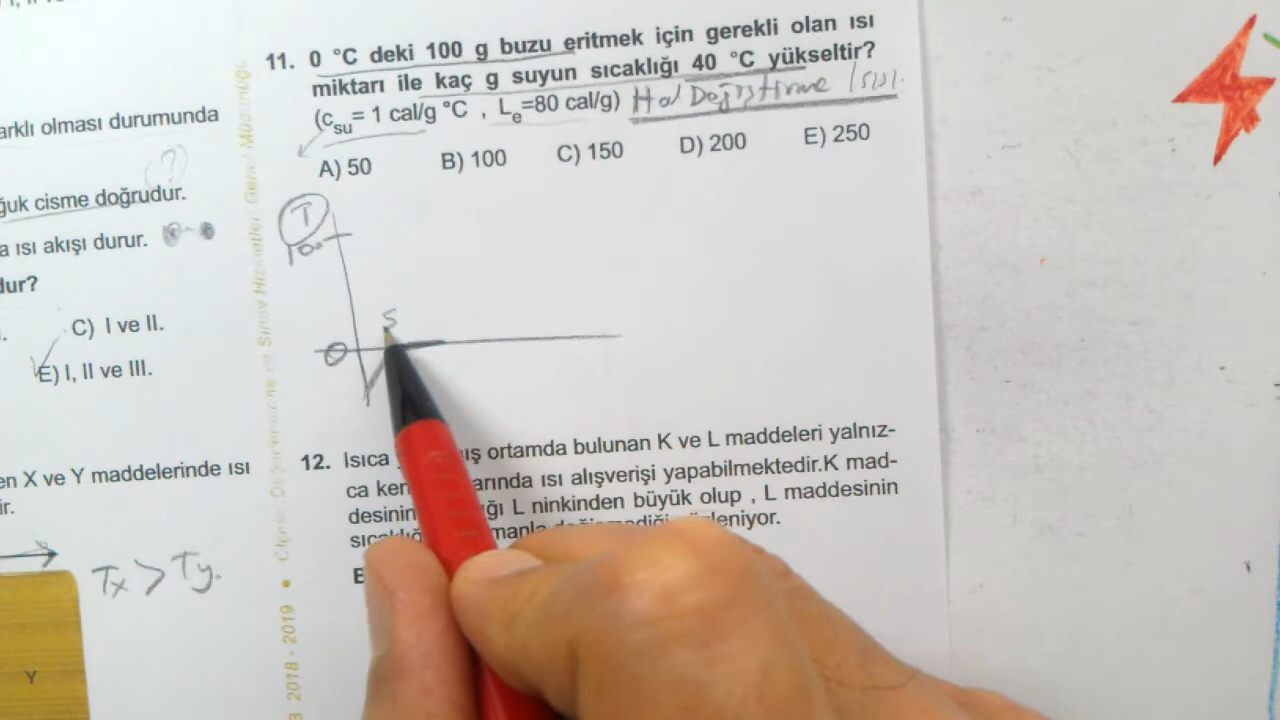 arklı olması durumunda
(?)
ğuk cisme doğrudur.
a ısı akışı durur.
dur?
C) I ve II.
E) I, II ve III.
en X ve Y maddelerinde ısı
ir.
Tx > Ty.
Y
2018 - 2019 •
11. 0 °C deki 100 g buzu eritmek için gerekli olan ısı
miktarı ile kaç g suyun sıcaklığı 40 °C yükseltir?
(csu= 1 cal/g °C , Le=80 cal/g) Hal Değiştirme Isısı.
A) 50 B) 100 C) 150 D) 200 E) 250
T
100
0
S
12. Isıca ış ortamda bulunan K ve L maddeleri yalnız-
ca ken arında ısı alışverişi yapabilmektedir.K mad-
desinin ğı L ninkinden büyük olup , L maddesinin
leniyor.